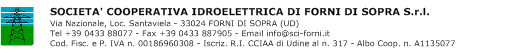 SOCIETA' COOPERATIVA IDROELETTRICA DI FORNI DI SOPRA S.r.l.
Via Nazionale, Loc. Santaviela - 33024 FORNI DI SOPRA (UD)
Tel +39 0433 88077 - Fax +39 0433 887905 - Email info@sci-forni.it
Cod. Fisc. e P. IVA n. 00186960308 - Iscriz. R.I. CCIAA di Udine al n. 317 - Albo Coop. n. A1135077